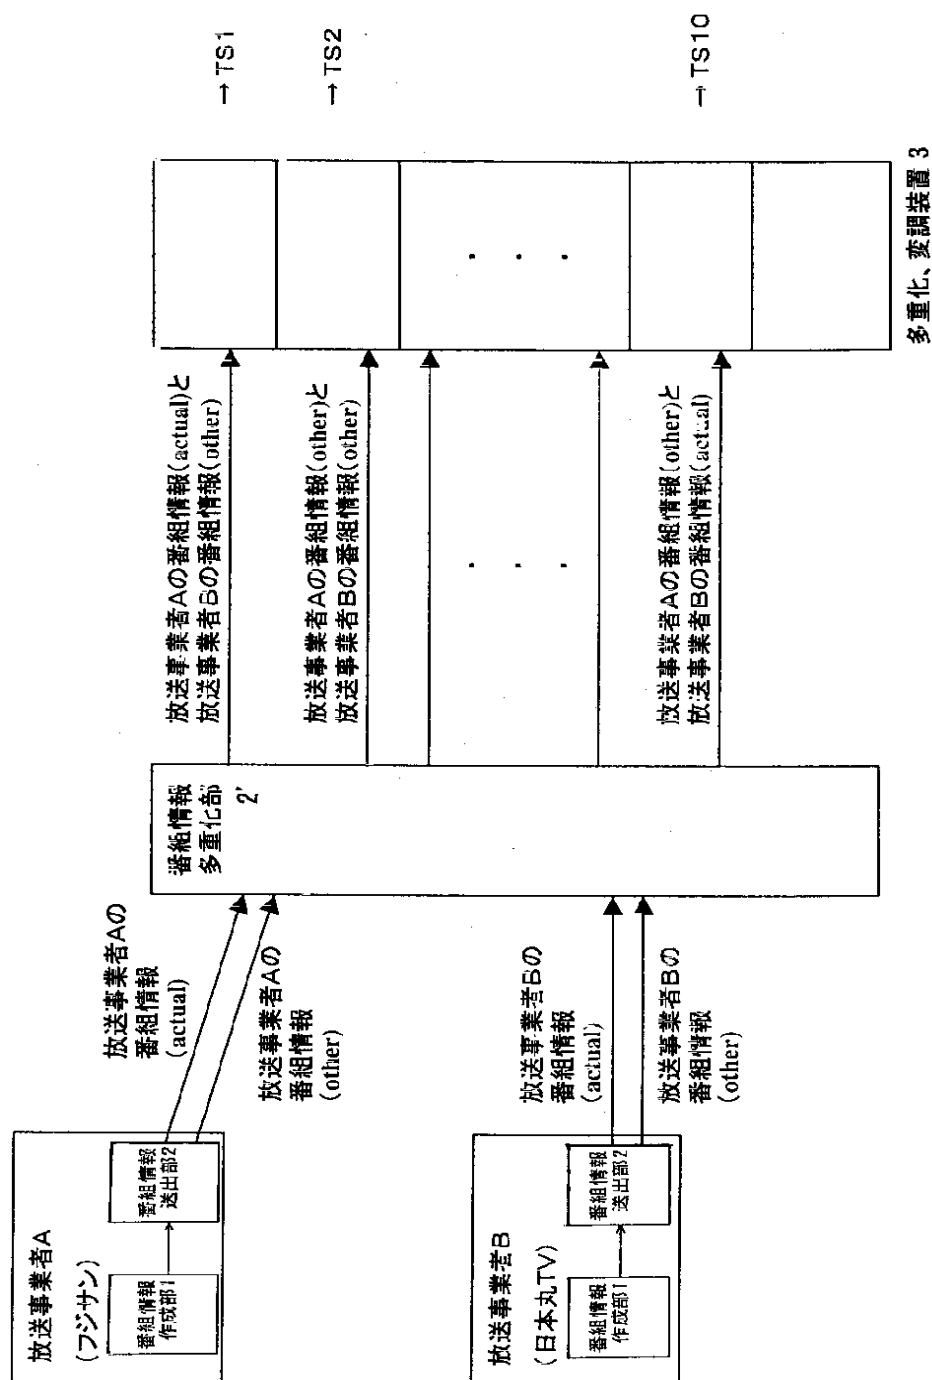 放送事業者A
(フジサン)
番組情報
作成部1
番組情報
送出部2
放送事業者Aの
番組情報
(actual)
放送事業者Aの
番組情報
(other)
放送事業者B
(日本丸TV)
番組情報
作成部1
番組情報
送出部2
放送事業者Bの
番組情報
(actual)
放送事業者Bの
番組情報
(other)
番組情報
多重化部
2'
放送事業者Aの番組情報(actual)と
放送事業者Bの番組情報(other)
放送事業者Aの番組情報(other)と
放送事業者Bの番組情報(other)
放送事業者Aの番組情報(other)と
放送事業者Bの番組情報(actual)
→TS1
→TS2
→TS10
多重化、変調装置 3